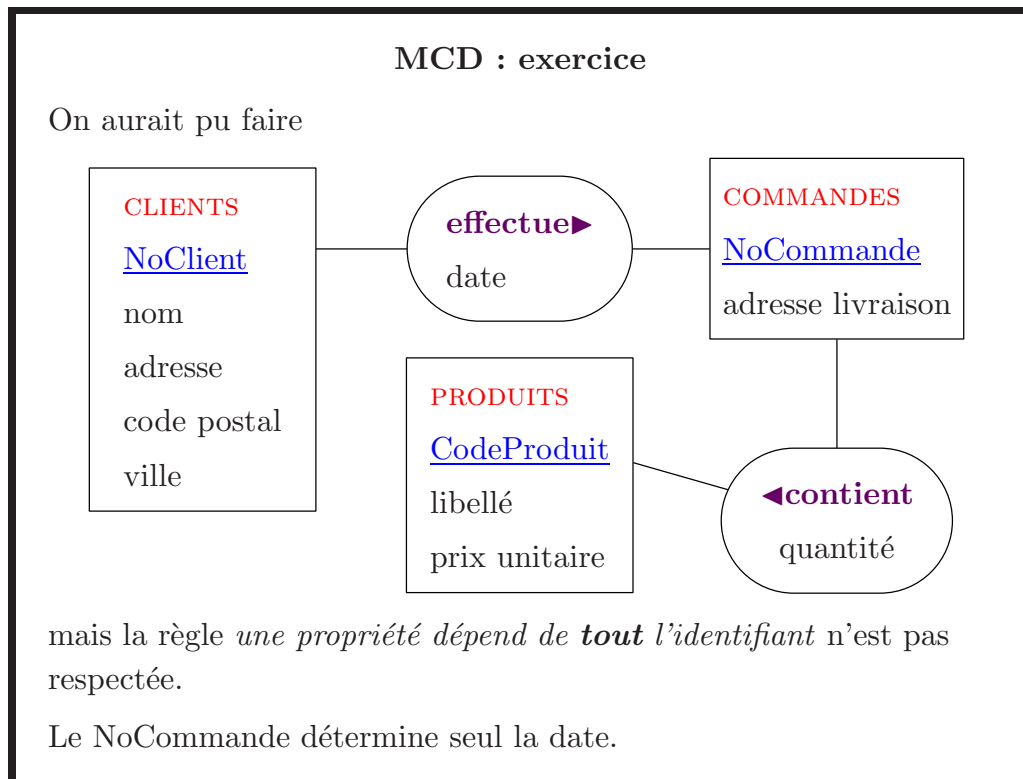 MCD : exercice
On aurait pu faire
CLIENTS
NoClient
nom
adresse
code postal
ville
effectue▶
date
COMMANDES
NoCommande
adresse livraison
PRODUITS
CodeProduit
libellé
prix unitaire
◀contient
quantité
mais la règle une propriété dépend de tout l'identifiant n'est pas
respectée.
Le NoCommande détermine seul la date.